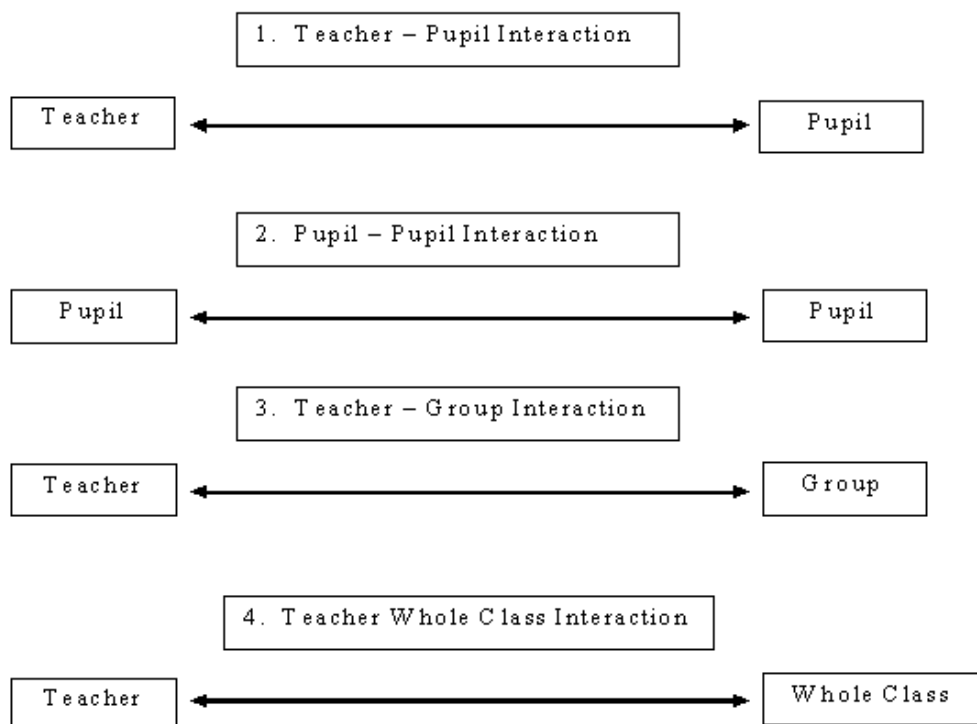 1. Teacher – Pupil Interaction
Teacher
Pupil
2. Pupil – Pupil Interaction
Pupil
Pupil
3. Teacher – Group Interaction
Teacher
Group
4. Teacher Whole Class Interaction
Teacher
Whole Class